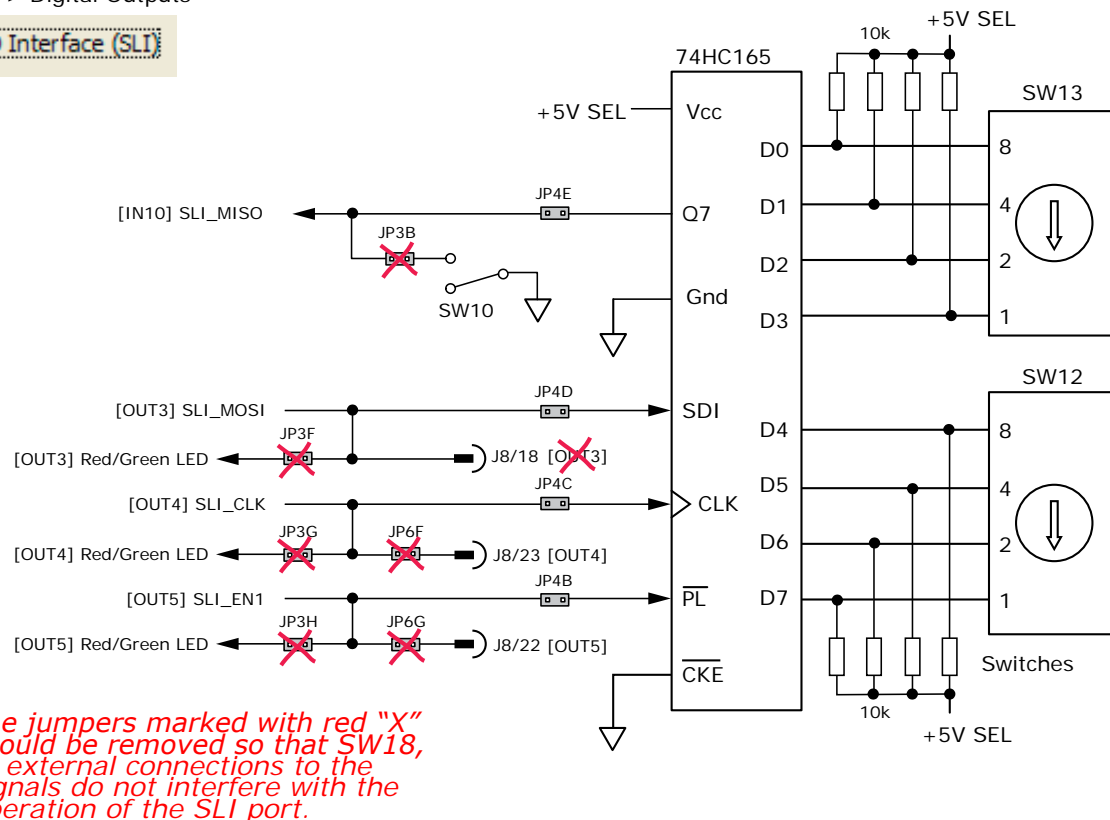 Digital Outputs
Interface (SLI)
+5V SEL
10k
74HC165
SW13
+5V SEL
Vcc
D0
8
[IN10] SLI_MISO
JP4E
Q7
D1
4
JP3B
D2
2
SW10
Gnd
D3
1
SW12
[OUT3] SLI_MOSI
JP4D
SDI
D4
8
JP3F
[OUT3] Red/Green LED
J8/18 [OUT3]
JP4C
D5
4
[OUT4] SLI_CLK
CLK
JP3G
JP6F
D6
2
[OUT4] Red/Green LED
J8/23 [OUT4]
JP4B
[OUT5] SLI_EN1
PL
D7
1
JP3H
JP6G
[OUT5] Red/Green LED
J8/22 [OUT5]
CKE
Switches
10k
+5V SEL
jumpers marked with red “X”
be removed so that SW18,
external connections to the
do not interfere with the
of the SLI port.